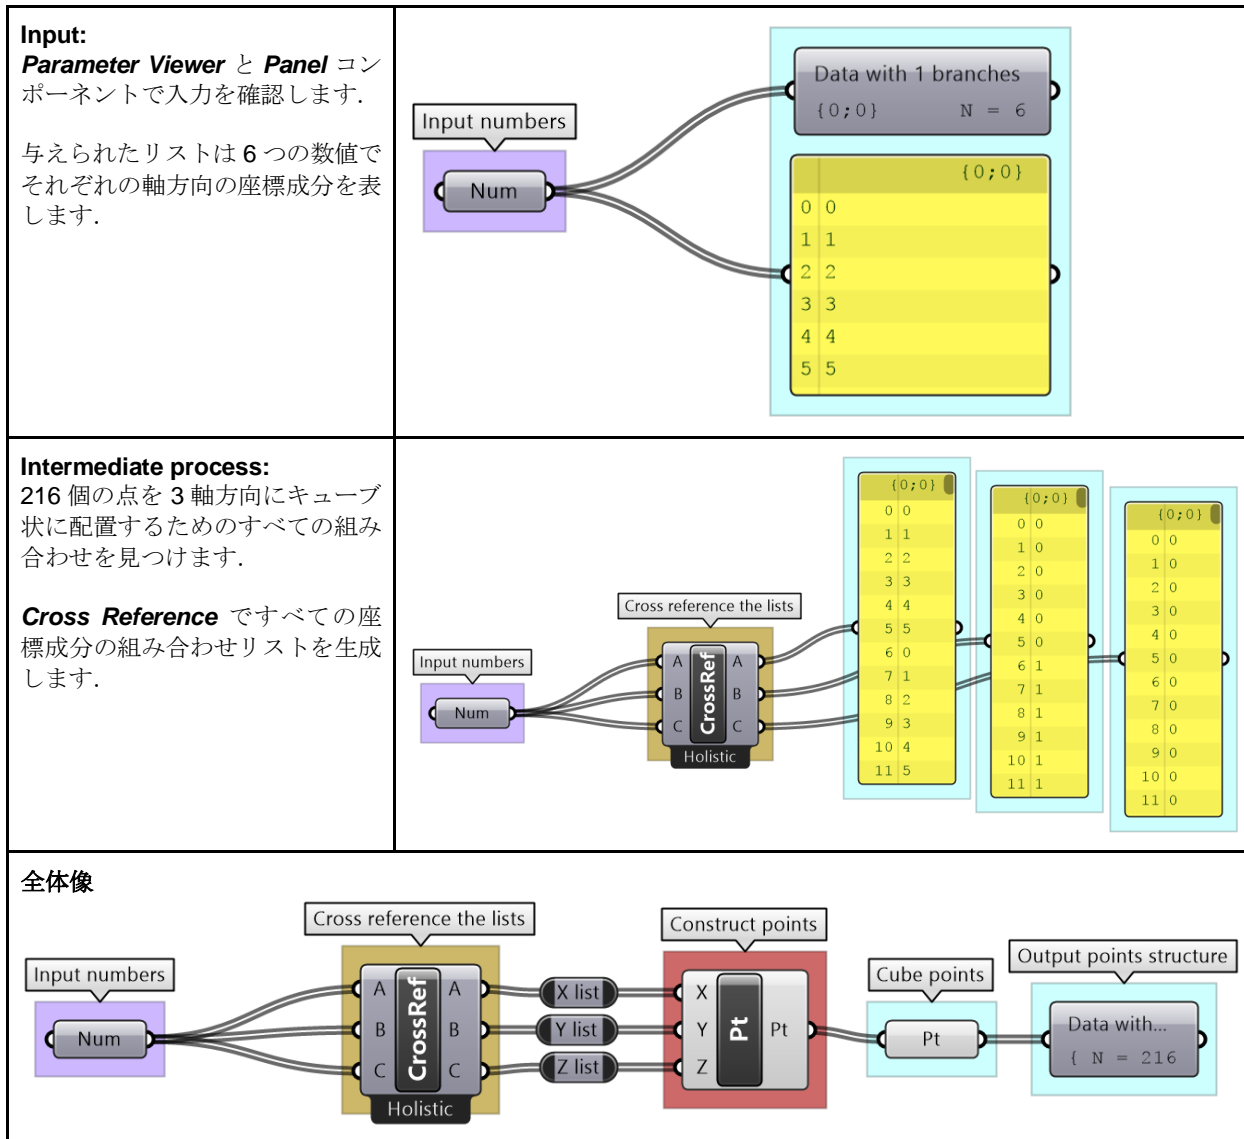 Input:
Parameter Viewer と Panel コン
ポーネントで入力を確認します.
与えられたリストは 6 つの数値で
それぞれの軸方向の座標成分を表
します.
Input numbers
Num
Data with 1 branches
{0;0} N = 6
{0;0}
0 0
1 1
2 2
3 3
4 4
5 5
Intermediate process:
216 個の点を 3 軸方向にキューブ
状に配置するためのすべての組み
合わせを見つけます.
Cross Reference ですべての座
標成分の組み合わせリストを生成
します.
Input numbers
Num
Cross reference the lists
A A
B B
C C
CrossRef
Holistic
{0;0}
0 0
1 1
2 2
3 3
4 4
5 5
6 0
7 1
8 2
9 3
10 4
11 5
{0;0}
0 0
1 0
2 0
3 0
4 0
5 0
6 1
7 1
8 1
9 1
10 1
11 1
{0;0}
0 0
1 0
2 0
3 0
4 0
5 0
6 0
7 0
8 0
9 0
10 0
11 0
全体像
Input numbers
Num
Cross reference the lists
A A
B B
C C
CrossRef
Holistic
X list
Y list
Z list
Construct points
X
Y
Z
Pt
Pt
Cube points
Pt
Output points structure
Data with...
{ N = 216